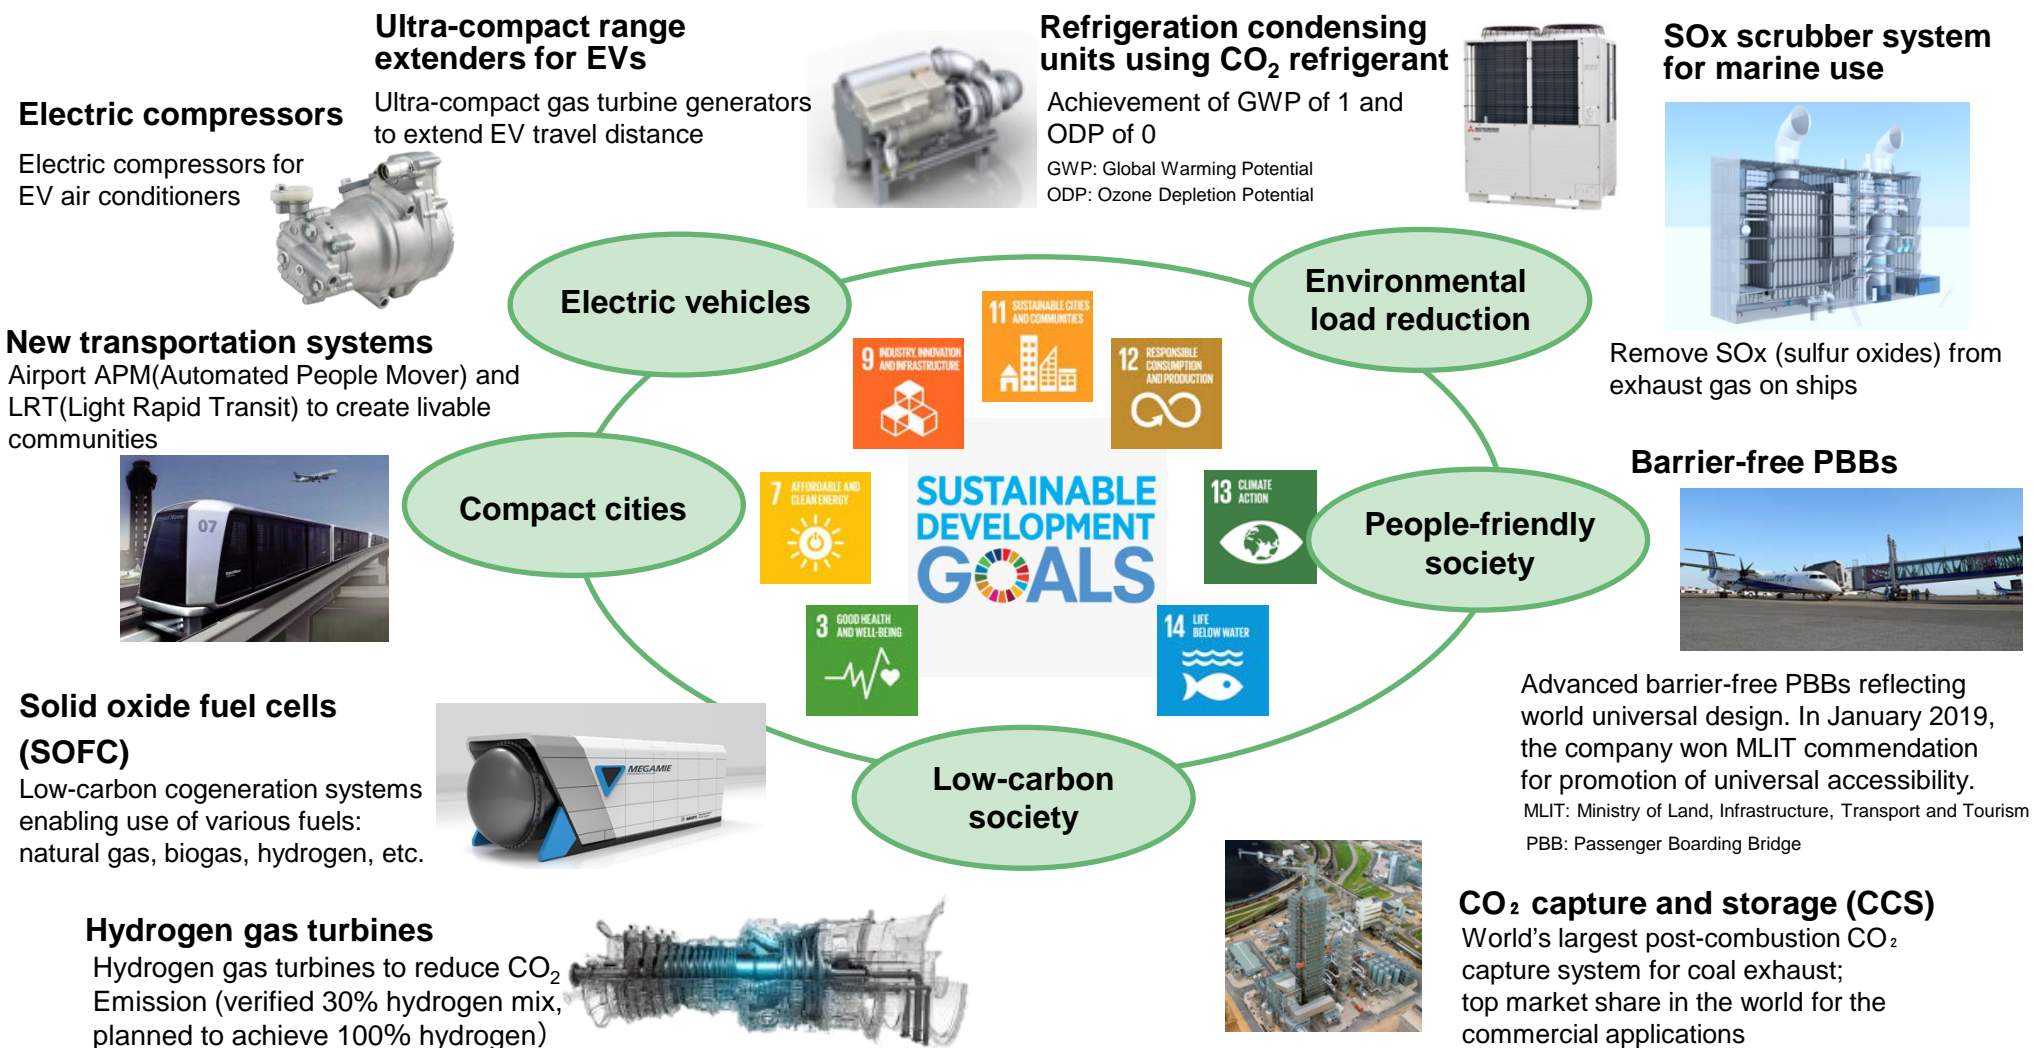 Ultra-compact range
extenders for EVs
Ultra-compact gas turbine generators
to extend EV travel distance
Refrigeration condensing
units using CO₂ refrigerant
Achievement of GWP of 1 and
ODP of 0
GWP: Global Warming Potential
ODP: Ozone Depletion Potential
SOx scrubber system
for marine use
Remove SOx (sulfur oxides) from
exhaust gas on ships
Electric compressors
Electric compressors for
EV air conditioners
Electric vehicles
Environmental
load reduction
New transportation systems
Airport APM(Automated People Mover) and
LRT(Light Rapid Transit) to create livable
communities
07
Compact cities
11 SUSTAINABLE CITIES
AND COMMUNITIES
9 INDUSTRY, INNOVATION
AND INFRASTRUCTURE
12 RESPONSIBLE
CONSUMPTION
AND PRODUCTION
7 AFFORDABLE AND
CLEAN ENERGY
SUSTAINABLE
DEVELOPMENT
GOALS
13 CLIMATE
ACTION
3 GOOD HEALTH
AND WELL-BEING
14 LIFE
BELOW WATER
People-friendly
society
Barrier-free PBBs
Advanced barrier-free PBBs reflecting
world universal design. In January 2019,
the company won MLIT commendation
for promotion of universal accessibility.
MLIT: Ministry of Land, Infrastructure, Transport and Tourism
PBB: Passenger Boarding Bridge
Solid oxide fuel cells
(SOFC)
Low-carbon cogeneration systems
enabling use of various fuels:
natural gas, biogas, hydrogen, etc.
MEGAMIE
Low-carbon
society
Hydrogen gas turbines
Hydrogen gas turbines to reduce CO₂
Emission (verified 30% hydrogen mix,
planned to achieve 100% hydrogen)
CO₂ capture and storage (CCS)
World's largest post-combustion CO₂
capture system for coal exhaust;
top market share in the world for the
commercial applications